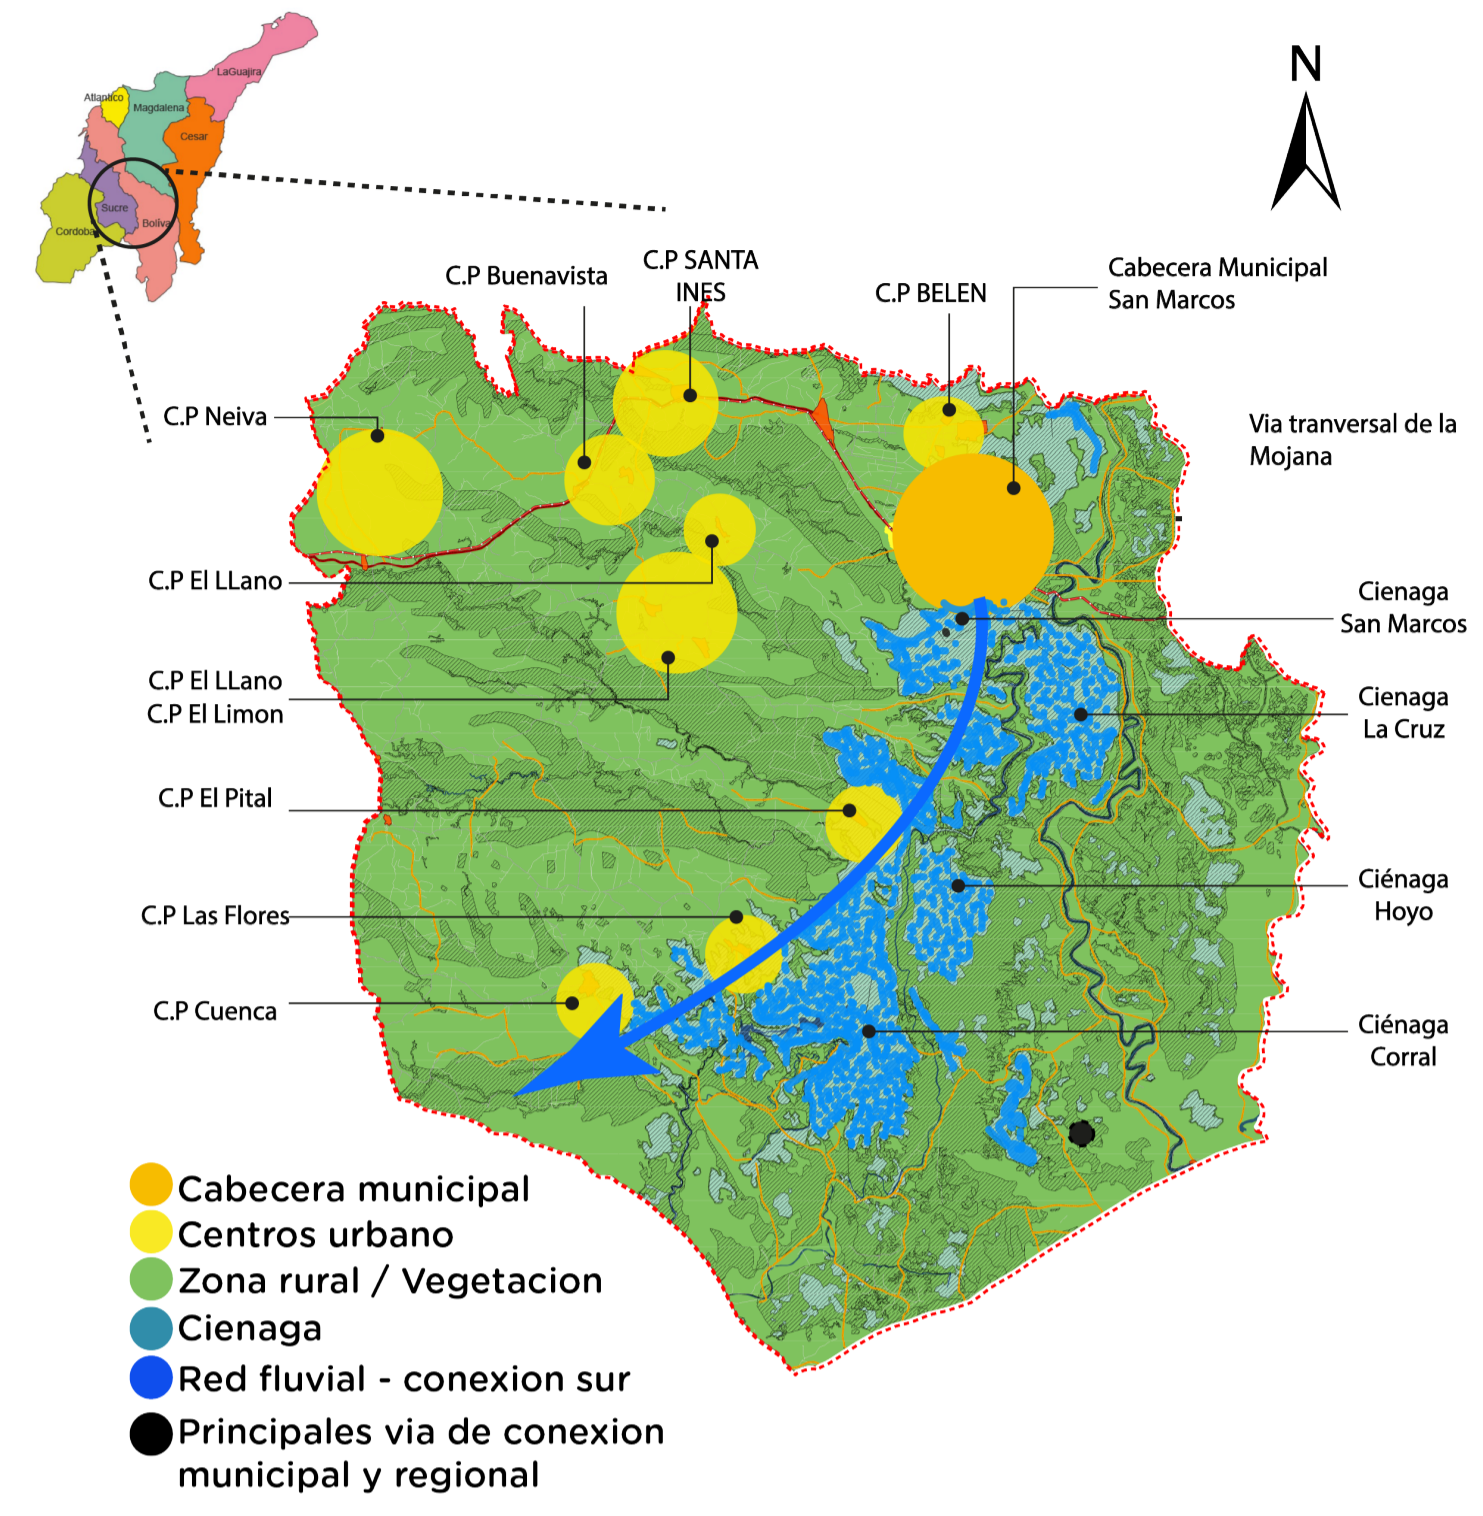 LaGuajira
Atlantico
Magdalena
Cesar
Sucre
Bolíva
Cordoba
N
C.P Buenavista
C.P SANTA
INES
C.P BELEN
Cabecera Municipal
San Marcos
C.P Neiva
Via tranversal de la
Mojana
C.P El LLano
Cienaga
San Marcos
C.P El LLano
C.P El Limon
Cienaga
La Cruz
C.P El Pital
Ciénaga
Hoyo
C.P Las Flores
C.P Cuenca
Ciénaga
Corral
Cabecera municipal
Centros urbano
Zona rural / Vegetacion
Cienaga
Red fluvial - conexion sur
Principales via de conexion
municipal y regional